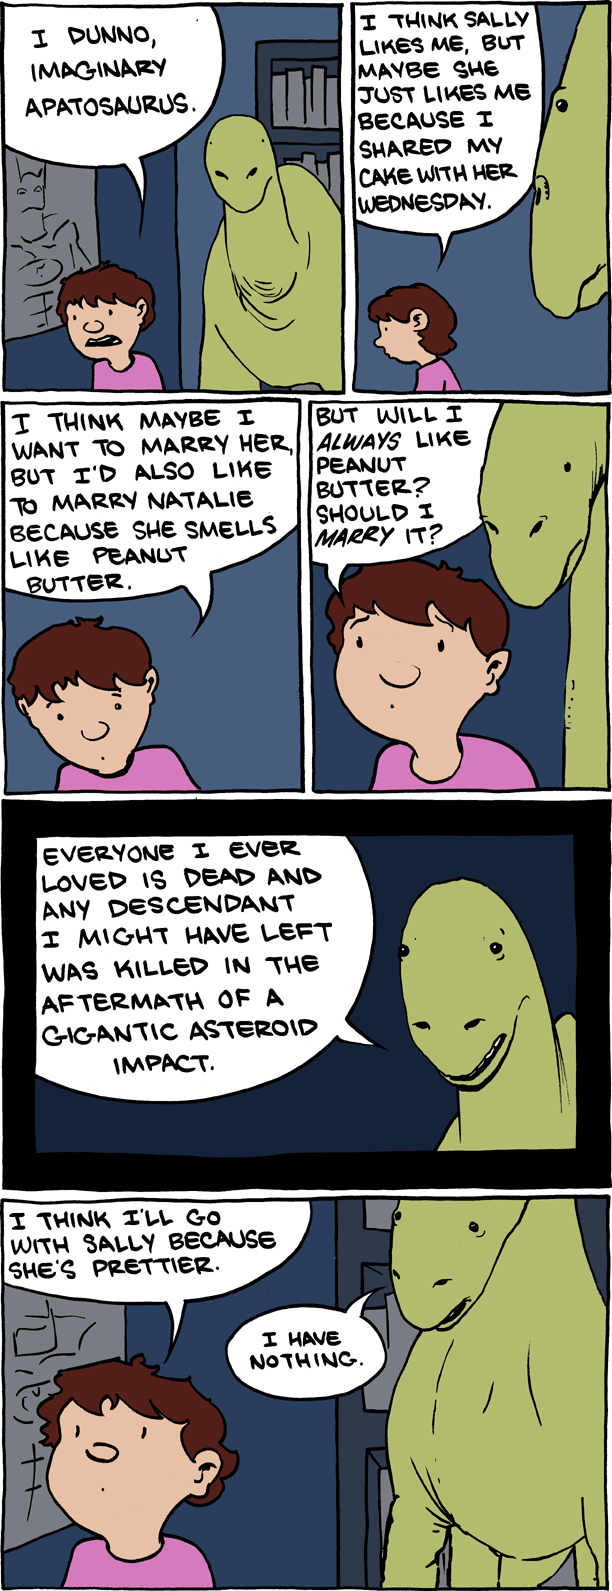 I DUNNO,
IMAGINARY
APATOSAURUS.
I THINK SALLY
LIKES ME, BUT
MAYBE SHE
JUST LIKES ME
BECAUSE I
SHARED MY
CAKE WITH HER
WEDNESDAY.
I THINK MAYBE I
WANT TO MARRY HER,
BUT I'D ALSO LIKE
TO MARRY NATALIE
BECAUSE SHE SMELLS
LIKE PEANUT
BUTTER.
BUT WILL I
ALWAYS LIKE
PEANUT
BUTTER?
SHOULD I
MARRY IT?
EVERYONE I EVER
LOVED IS DEAD AND
ANY DESCENDANT
I MIGHT HAVE LEFT
WAS KILLED IN THE
AFTERMATH OF A
GIGANTIC ASTEROID
IMPACT.
I THINK I'LL GO
WITH SALLY BECAUSE
SHE'S PRETTIER.
I HAVE
NOTHING.